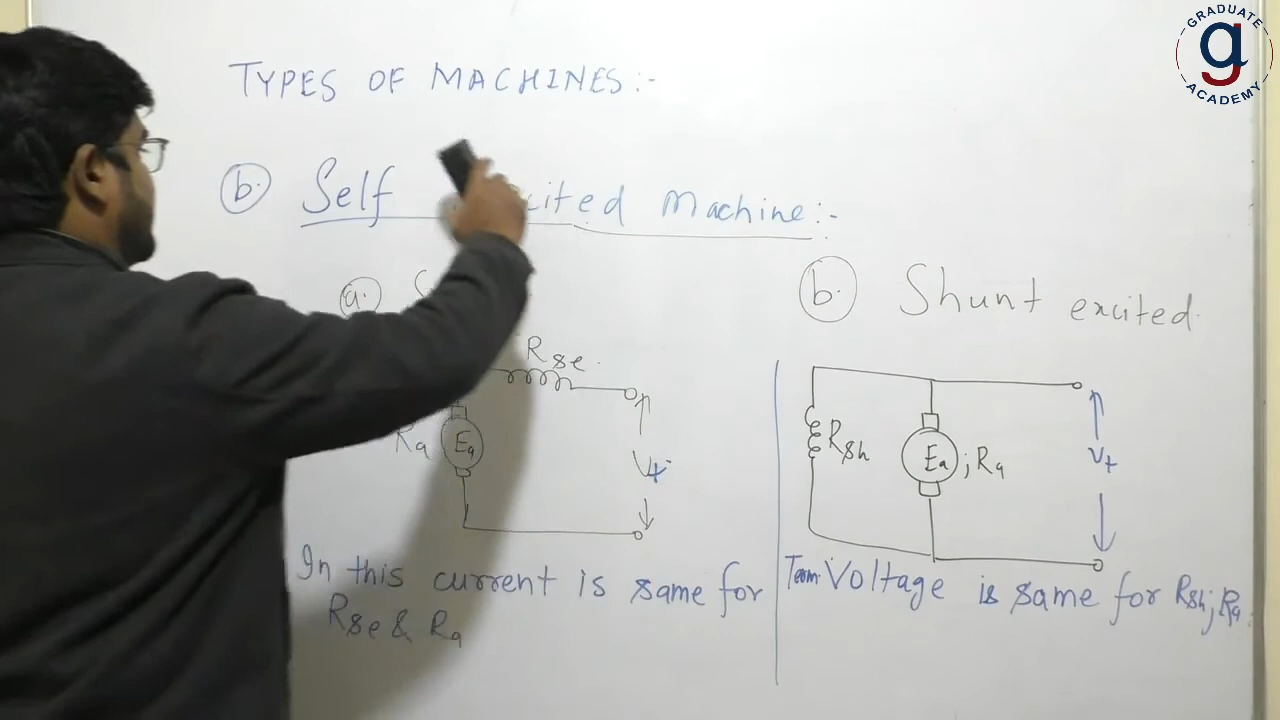 GRADUATE
a
ACADEMY
TYPES OF MACHINES:-
b. Self cited Machine:-
a.
b. Shunt excited.
Rse.
Ra Ea
Vt
Rsh Ea ; Ra
Vt
In this current is same for
Rse & Ra
Term. Voltage is same for Rsh; Ra.